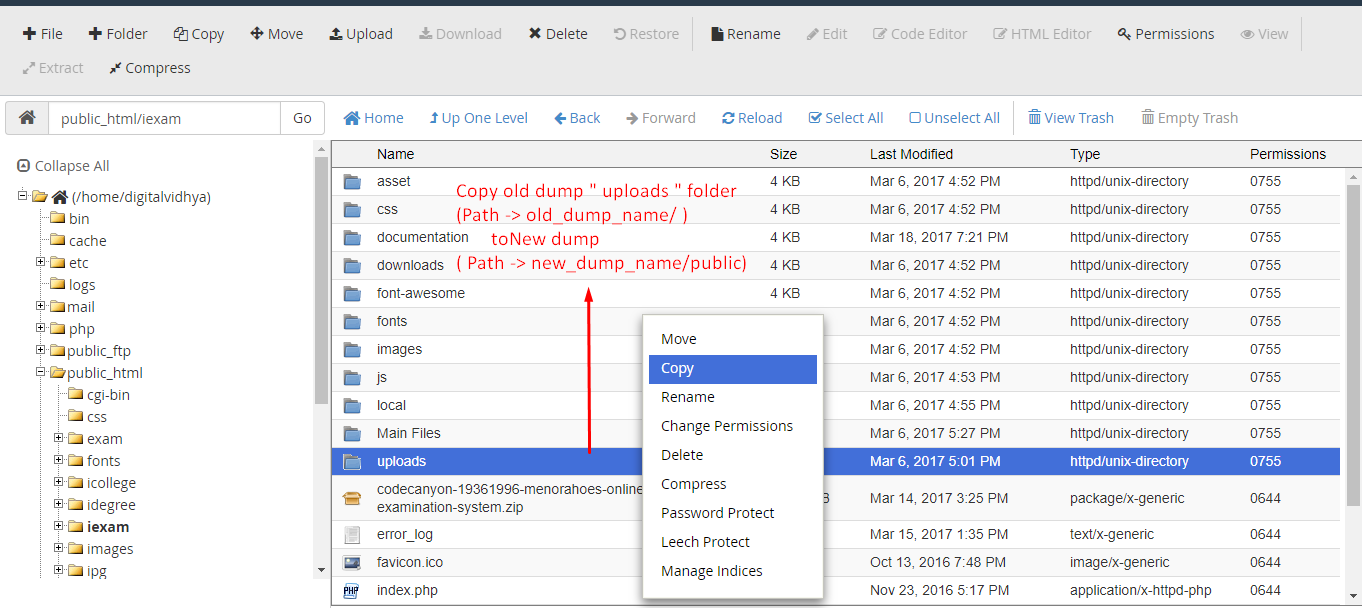 File Folder Copy Move Upload Download Delete Restore Rename Edit Code Editor HTML Editor Permissions View
Extract Compress
public_html/iexam Go Home Up One Level Back Forward Reload Select All Unselect All View Trash Empty Trash
Collapse All
(/home/digitalvidhya)
bin
cache
etc
logs
mail
php
public_ftp
public_html
cgi-bin
css
exam
fonts
icollege
idegree
iexam
images
ipg
Name Size Last Modified Type Permissions
asset 4 KB Mar 6, 2017 4:52 PM httpd/unix-directory 0755
css 4 KB Mar 6, 2017 4:52 PM httpd/unix-directory 0755
documentation 4 KB Mar 18, 2017 7:21 PM httpd/unix-directory 0755
downloads 4 KB Mar 6, 2017 4:52 PM httpd/unix-directory 0755
font-awesome 4 KB Mar 6, 2017 4:52 PM httpd/unix-directory 0755
fonts Mar 6, 2017 4:52 PM httpd/unix-directory 0755
images Mar 6, 2017 4:52 PM httpd/unix-directory 0755
js Mar 6, 2017 4:53 PM httpd/unix-directory 0755
local Mar 6, 2017 4:55 PM httpd/unix-directory 0755
Main Files Mar 6, 2017 5:27 PM httpd/unix-directory 0755
uploads Mar 6, 2017 5:01 PM httpd/unix-directory 0755
codecanyon-19361996-menorahoes-online
examination-system.zip B Mar 14, 2017 3:25 PM package/x-generic 0644
error_log Mar 15, 2017 1:35 PM text/x-generic 0644
favicon.ico Oct 13, 2016 7:48 PM image/x-generic 0644
PHP index.php Nov 23, 2016 5:17 PM application/x-httpd-php 0644
Copy old dump " uploads " folder
(Path -> old_dump_name/ )
toNew dump
( Path -> new_dump_name/public)
Move
Copy
Rename
Change Permissions
Delete
Compress
Password Protect
Leech Protect
Manage Indices